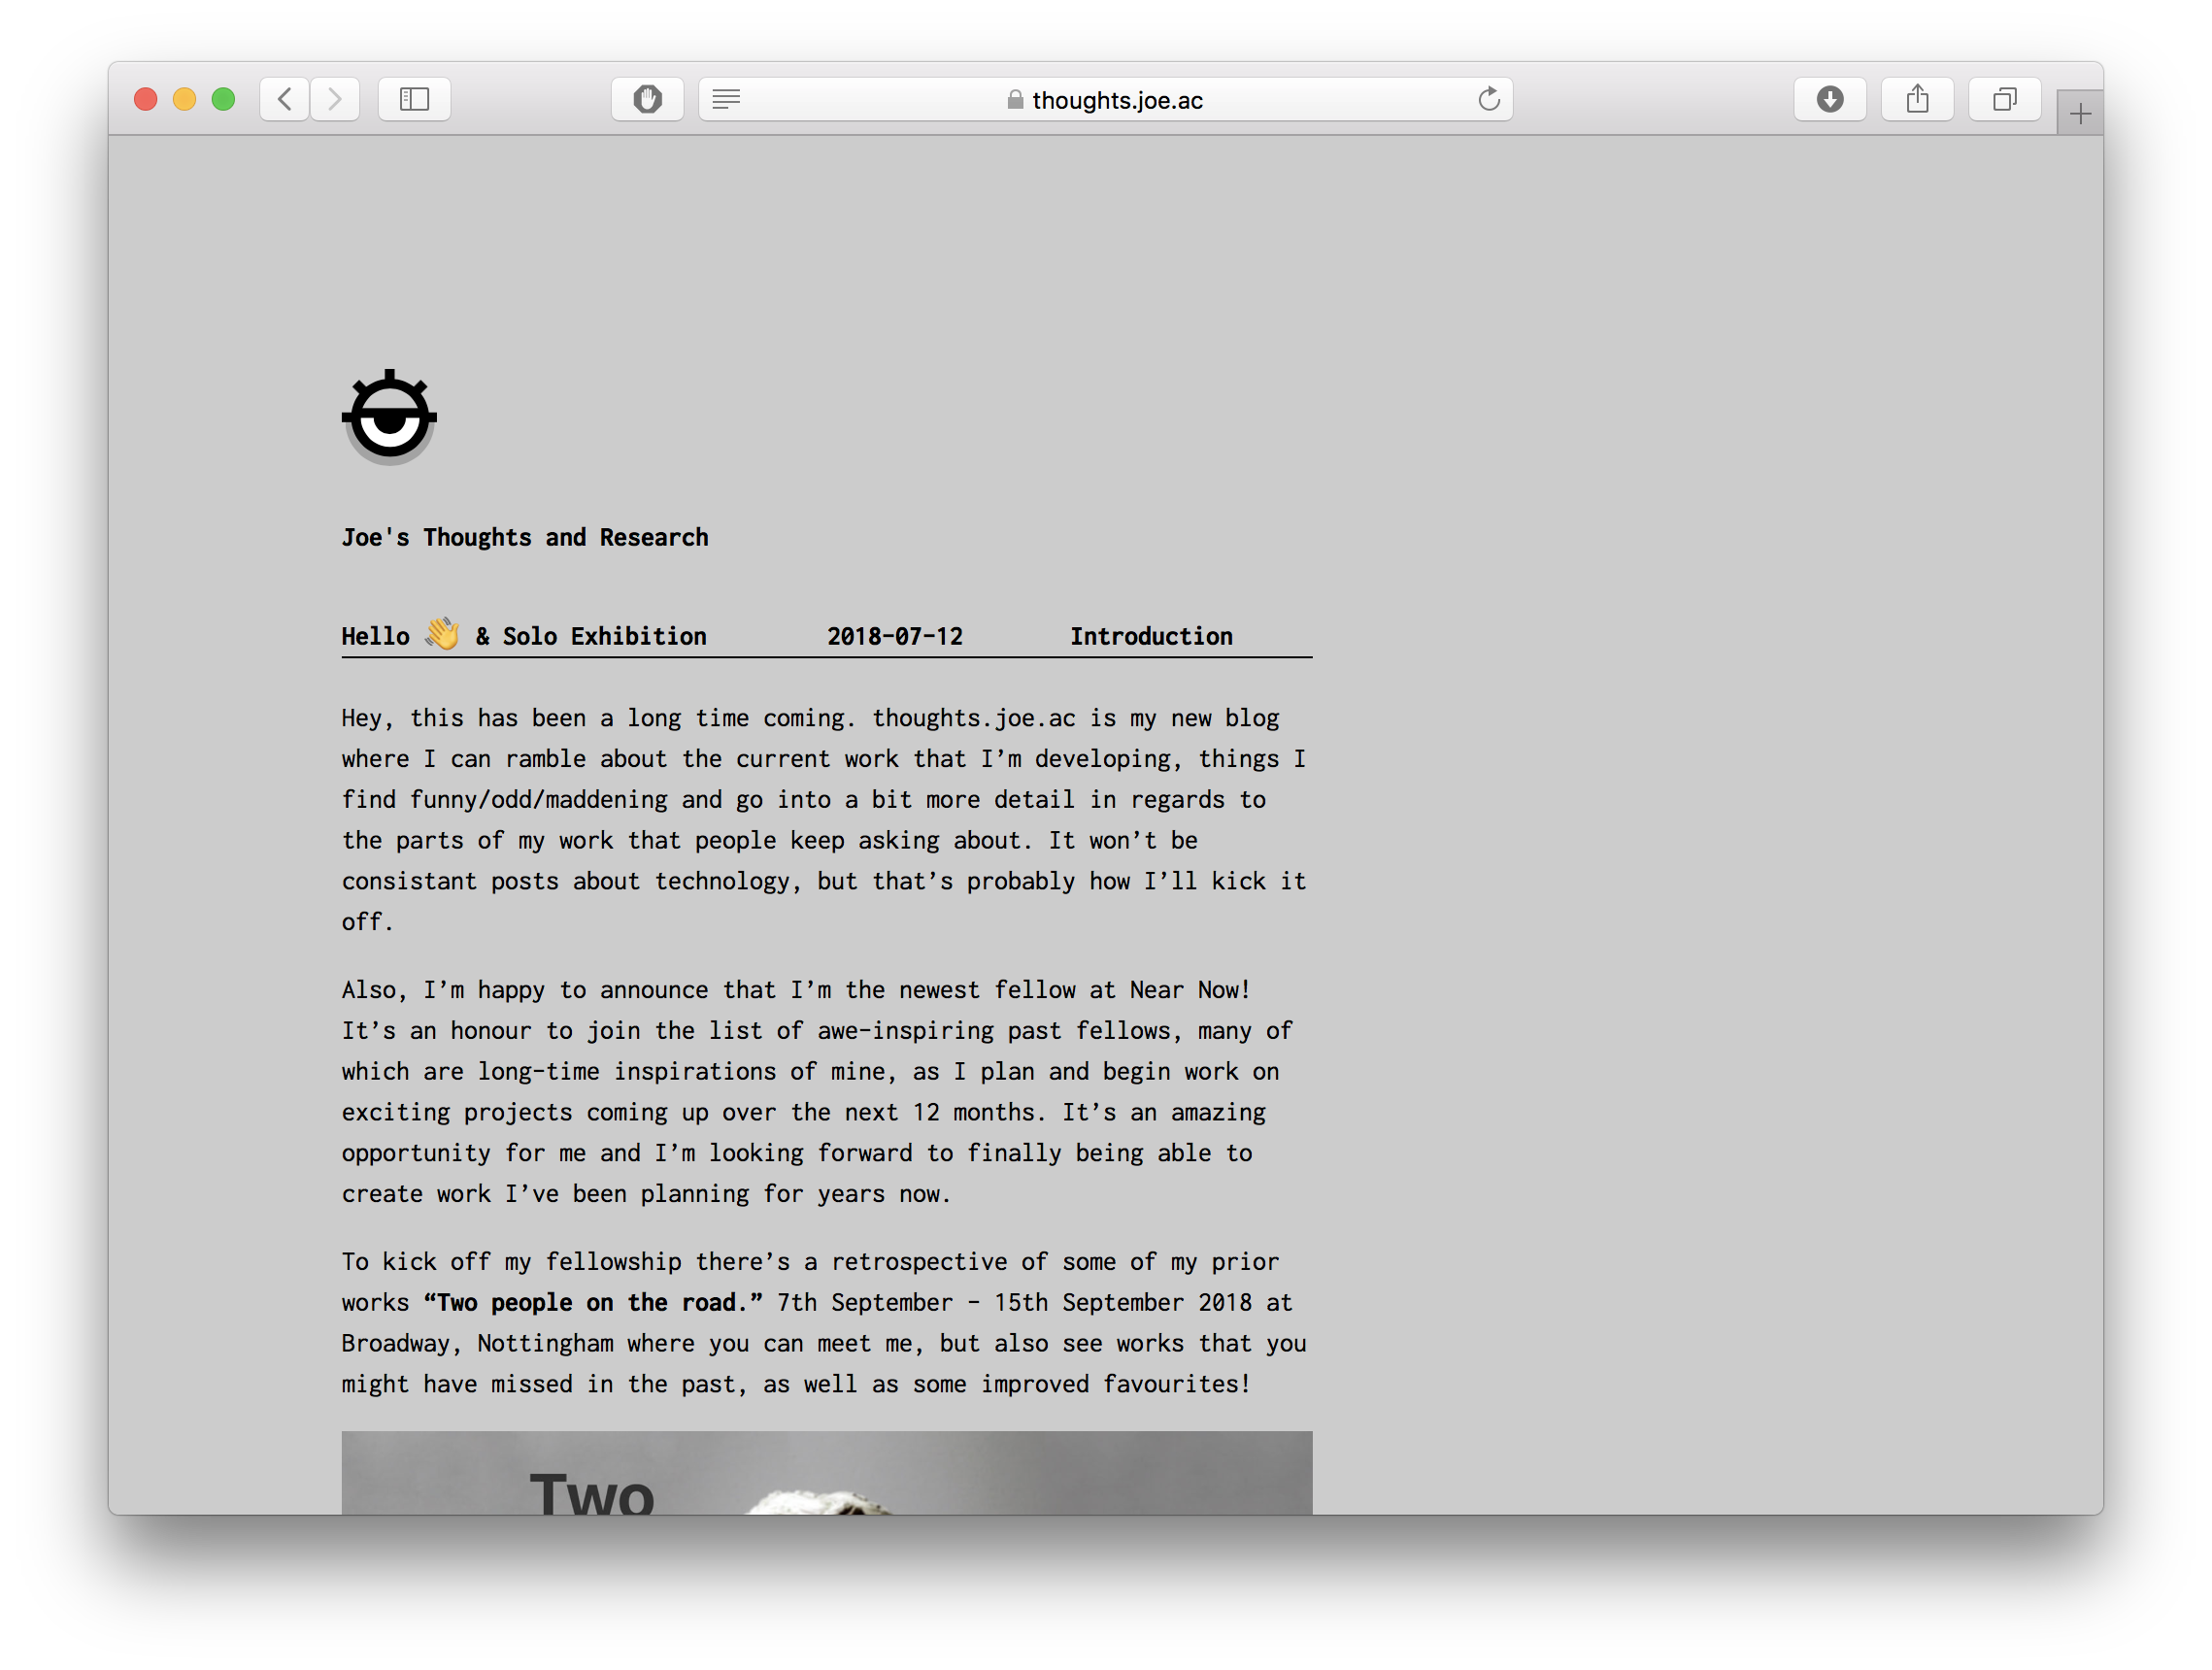 thoughts.joe.ac
Joe's Thoughts and Research
Hello 👋 & Solo Exhibition 2018-07-12 Introduction
Hey, this has been a long time coming. thoughts.joe.ac is my new blog
where I can ramble about the current work that I’m developing, things I
find funny/odd/maddening and go into a bit more detail in regards to
the parts of my work that people keep asking about. It won’t be
consistant posts about technology, but that’s probably how I’ll kick it
off.
Also, I’m happy to announce that I’m the newest fellow at Near Now!
It’s an honour to join the list of awe-inspiring past fellows, many of
which are long-time inspirations of mine, as I plan and begin work on
exciting projects coming up over the next 12 months. It’s an amazing
opportunity for me and I’m looking forward to finally being able to
create work I’ve been planning for years now.
To kick off my fellowship there’s a retrospective of some of my prior
works “Two people on the road.” 7th September – 15th September 2018 at
Broadway, Nottingham where you can meet me, but also see works that you
might have missed in the past, as well as some improved favourites!
Two